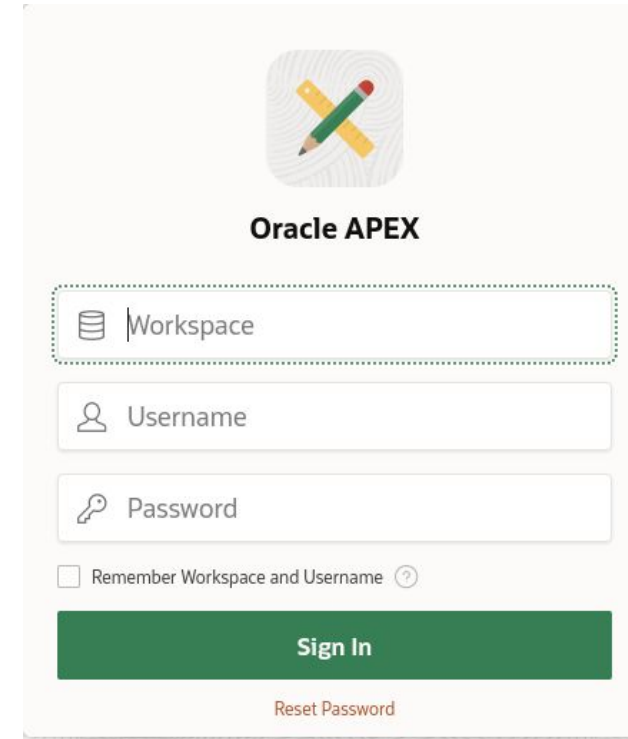 Oracle APEX
Workspace
Username
Password
Remember Workspace and Username ?
Sign In
Reset Password